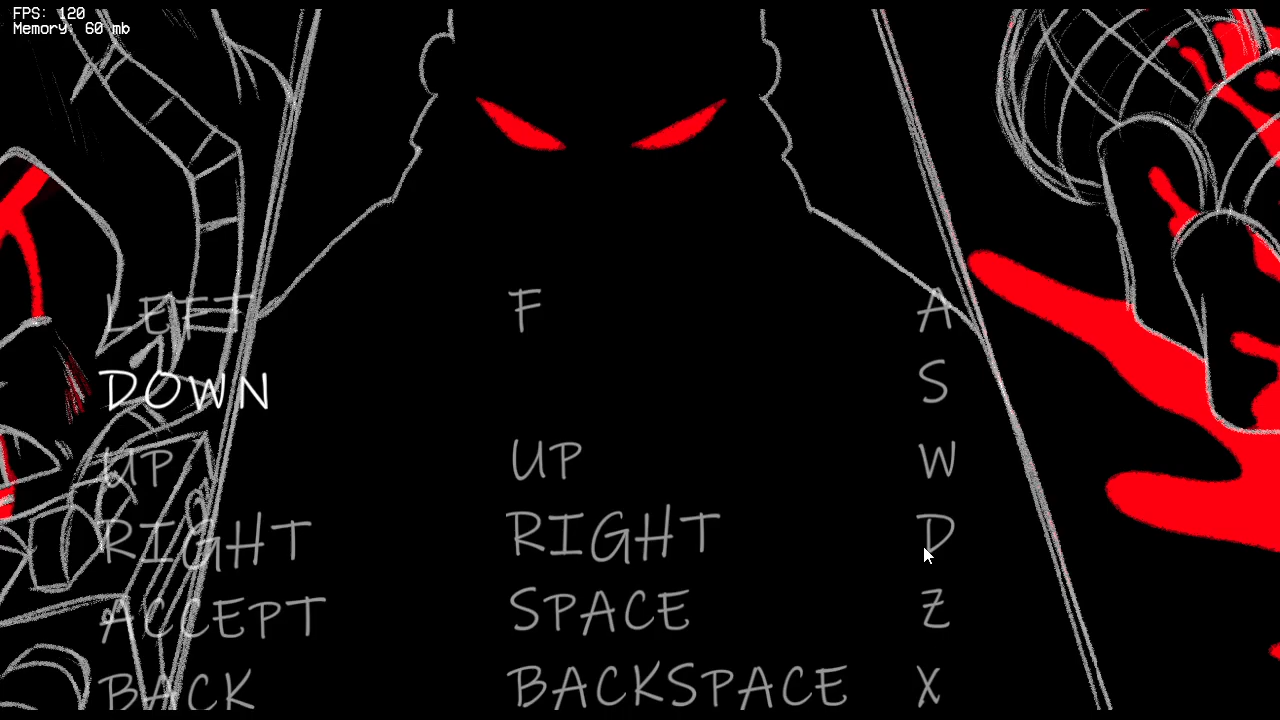 FPS: 120
Memory: 60 mb
LEFT F A
DOWN S
UP UP W
RIGHT RIGHT D
ACCEPT SPACE Z
BACK BACKSPACE X